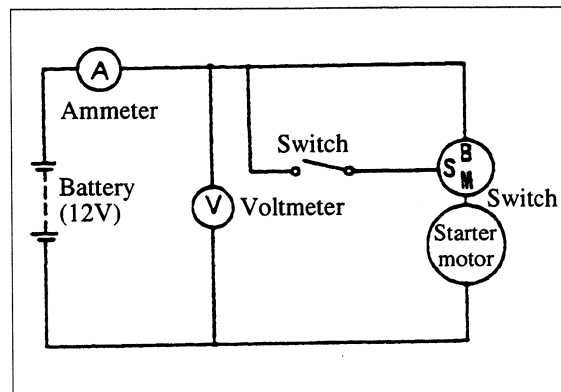 A
Ammeter
Battery
(12V)
V
Voltmeter
Switch
B
S
M
Switch
Starter
motor